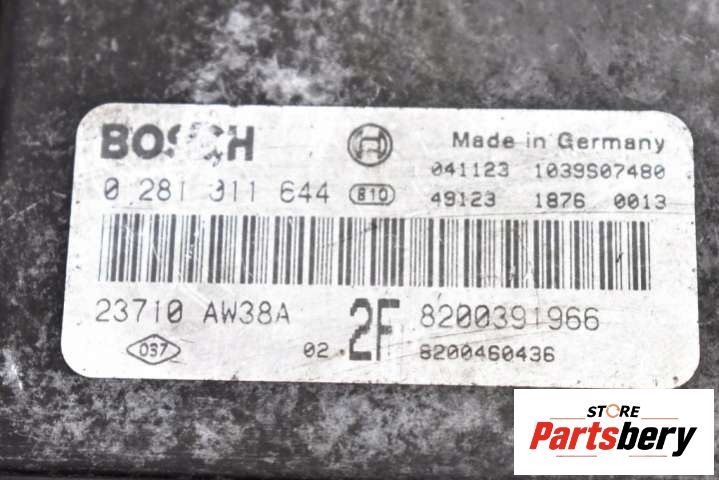 BOSCH
Made in Germany
041123 1039S07480
0 281 011 644 B10
49123 1876 0013
23710 AW38A
2F
8200391966
037
02.
8200460436
STORE
Partsbery